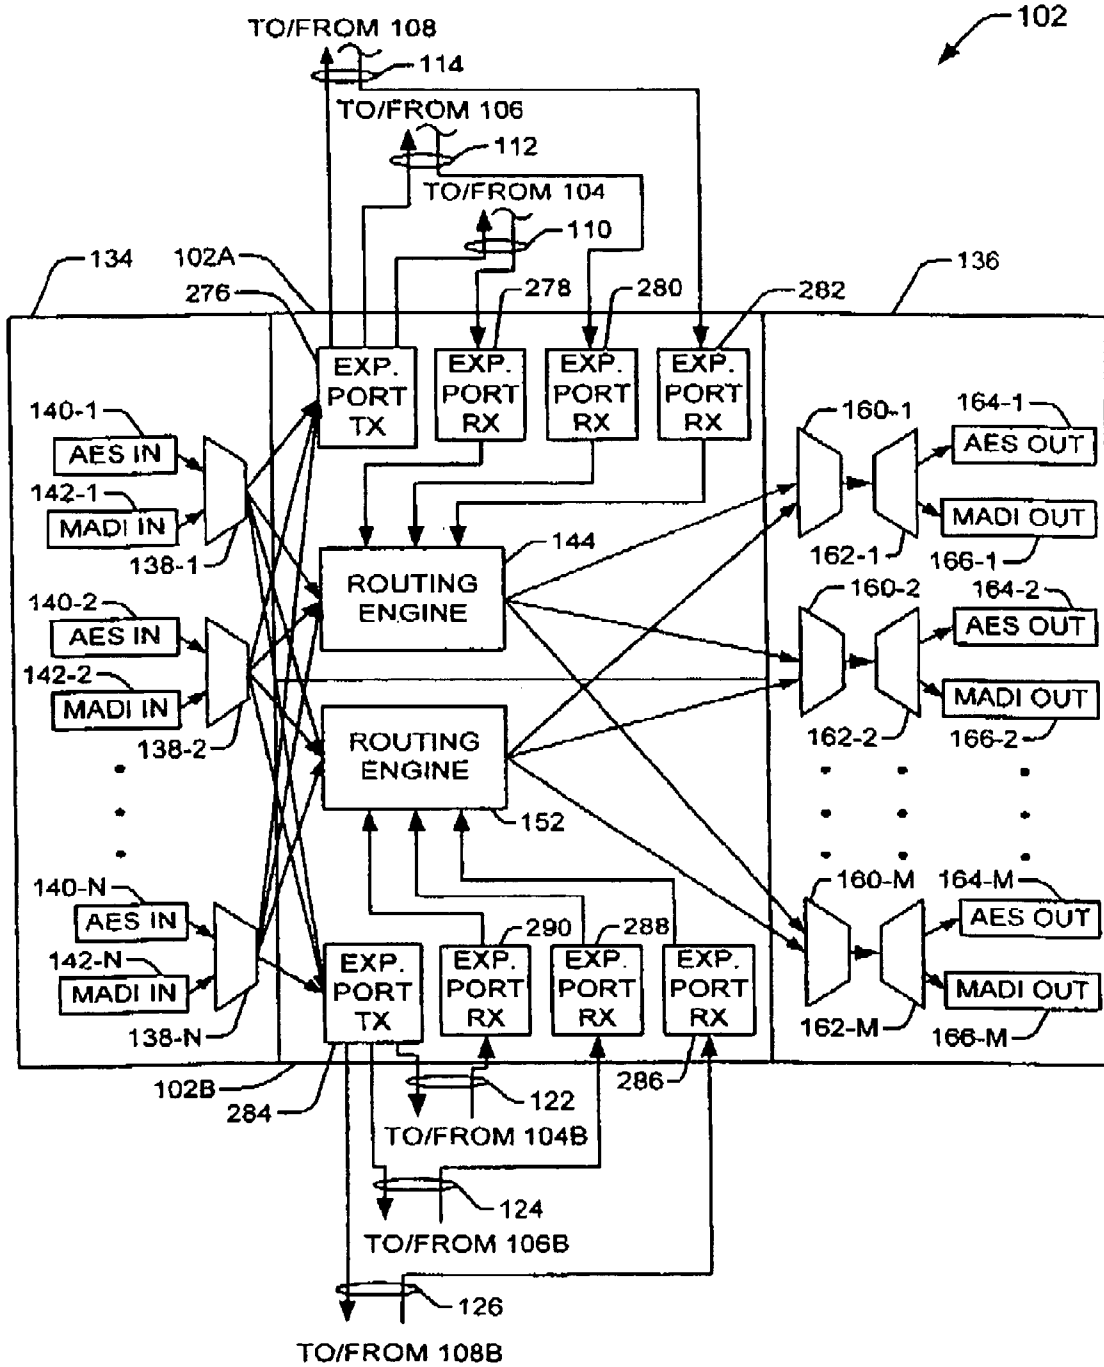 102
TO/FROM 108
114
TO/FROM 106
112
TO/FROM 104
110
134
102A
276
278
280
282
136
EXP.
PORT
TX
EXP.
PORT
RX
EXP.
PORT
RX
EXP.
PORT
RX
140-1
AES IN
142-1
MADI IN
138-1
160-1
164-1
AES OUT
MADI OUT
162-1
166-1
144
ROUTING
ENGINE
140-2
AES IN
142-2
MADI IN
138-2
160-2
164-2
AES OUT
MADI OUT
162-2
166-2
ROUTING
ENGINE
152
140-N
AES IN
142-N
MADI IN
138-N
160-M
164-M
AES OUT
MADI OUT
162-M
166-M
290
288
EXP.
PORT
TX
EXP.
PORT
RX
EXP.
PORT
RX
EXP.
PORT
RX
102B
284
286
122
TO/FROM 104B
124
TO/FROM 106B
126
TO/FROM 108B